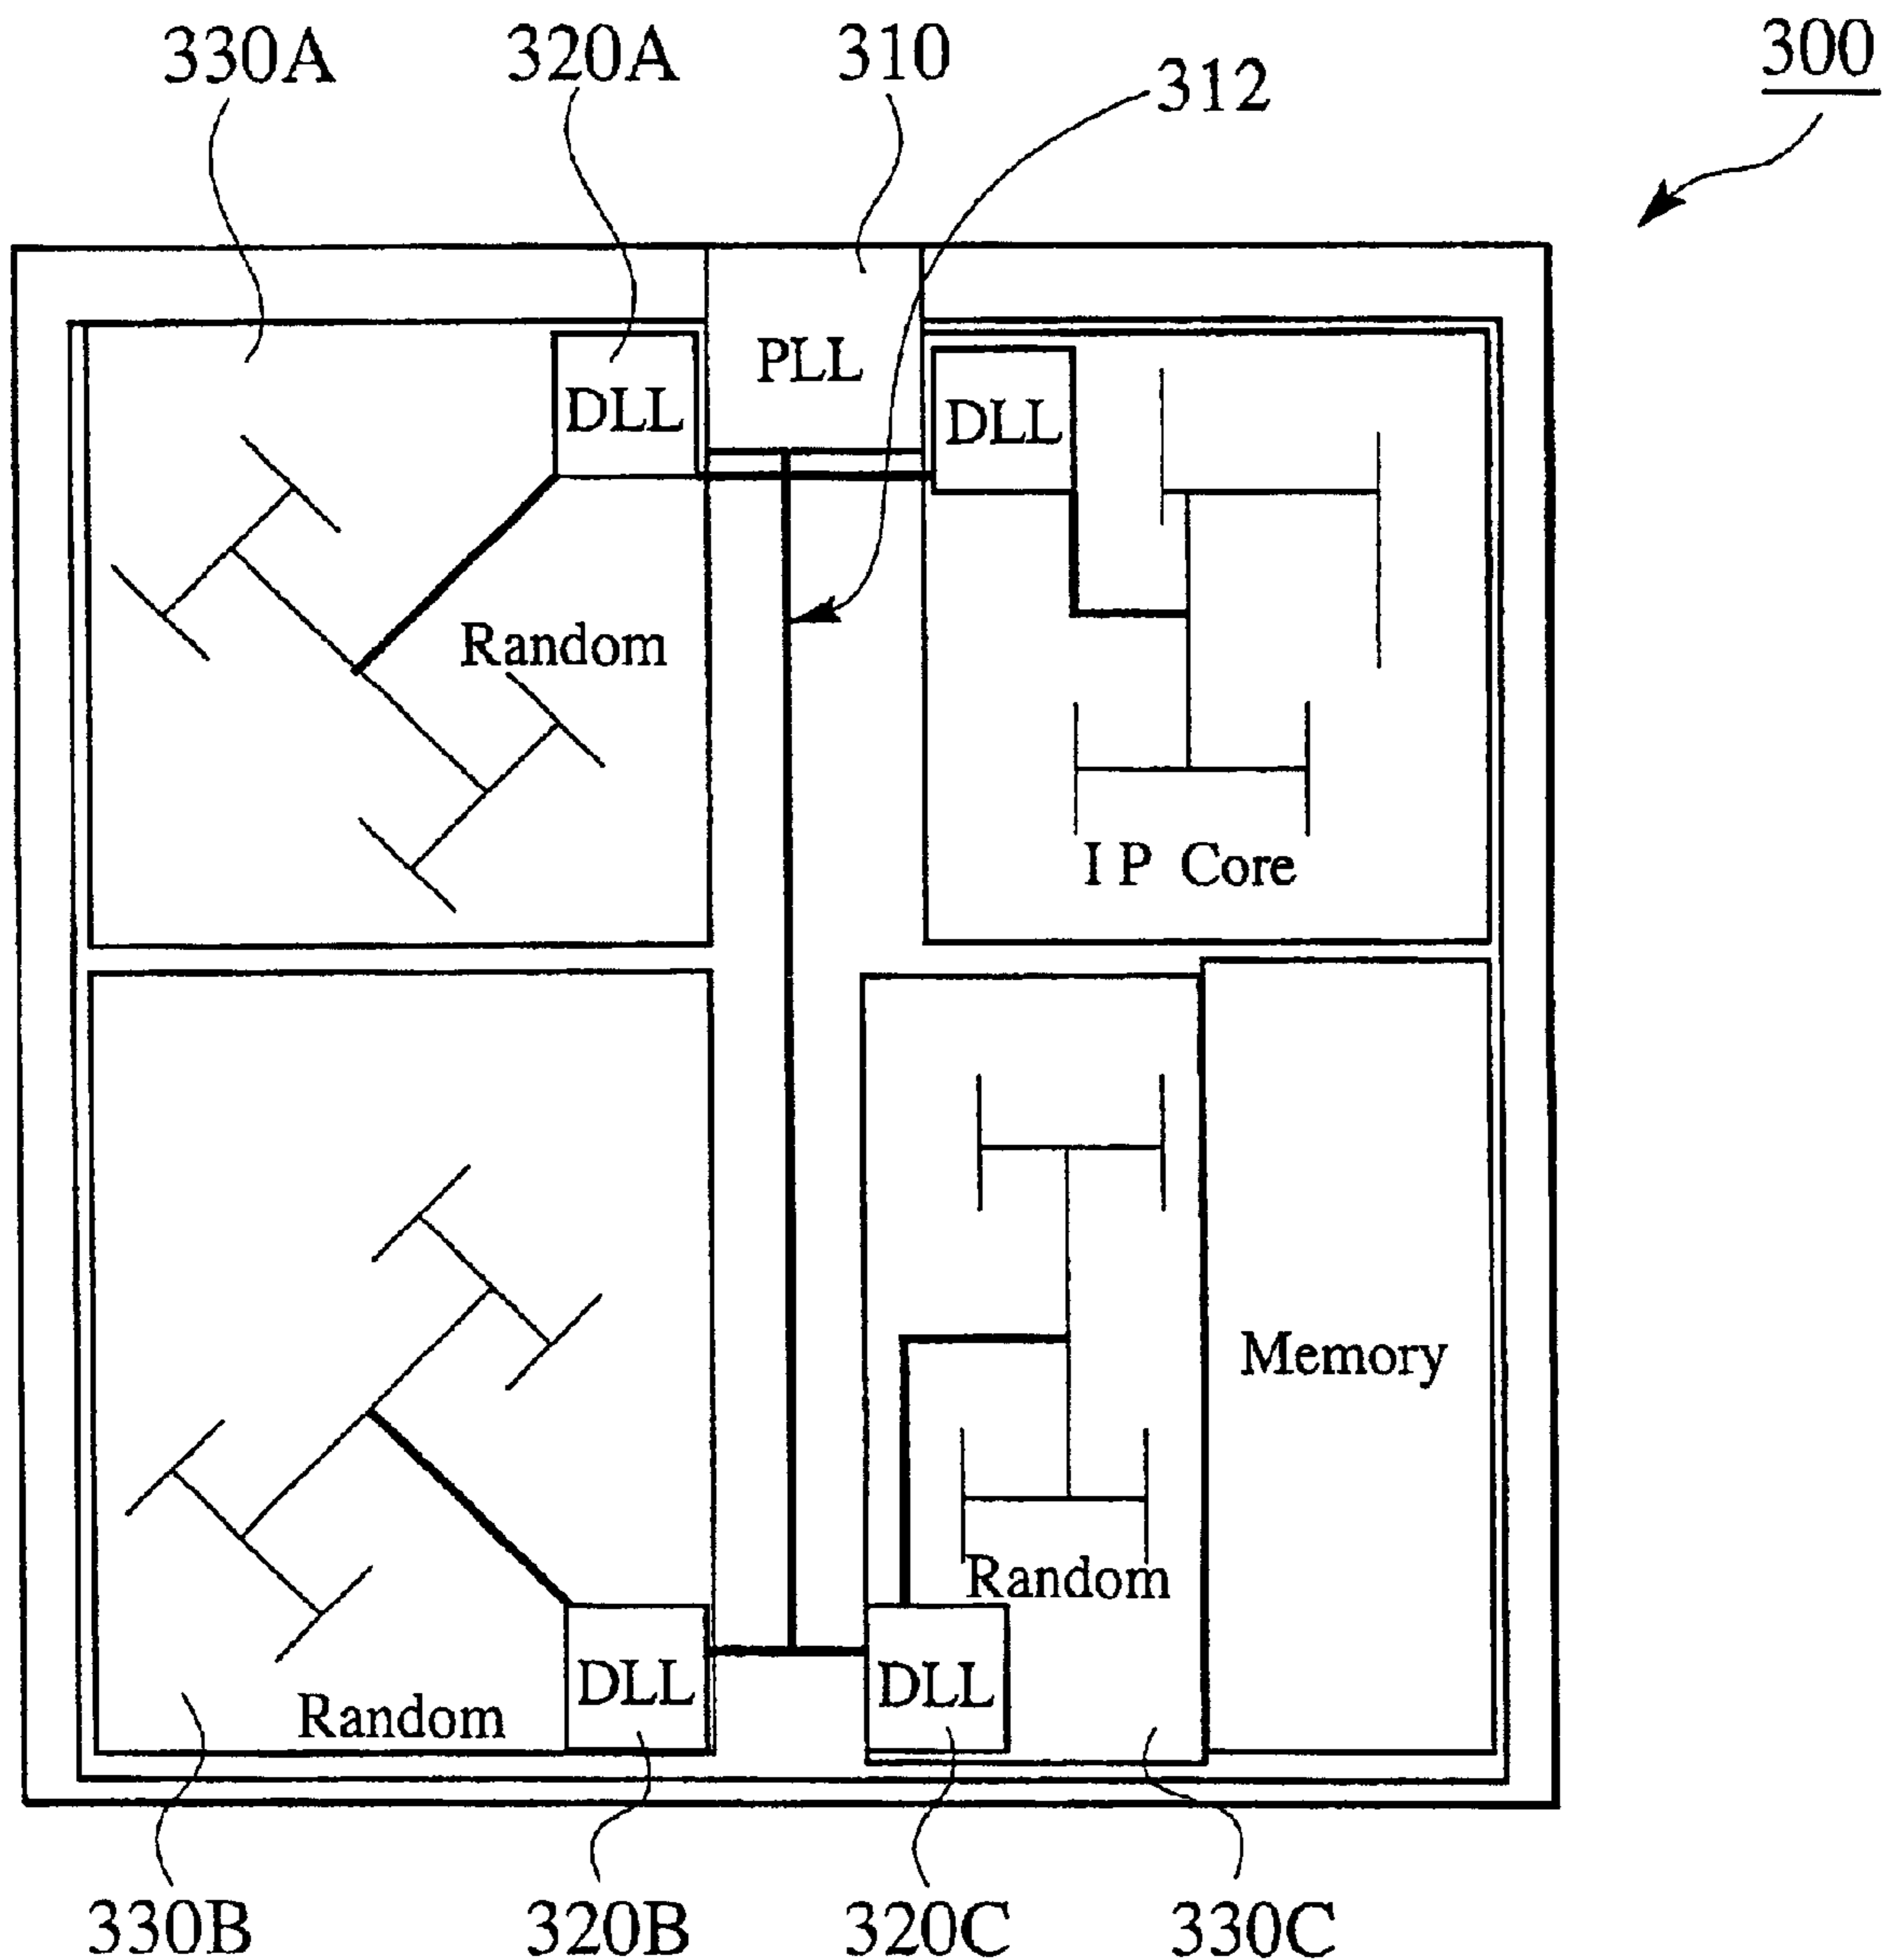 330A
320A
310
312
300
PLL
DLL
DLL
Random
I P Core
Memory
Random
Random
DLL
DLL
330B
320B
320C
330C